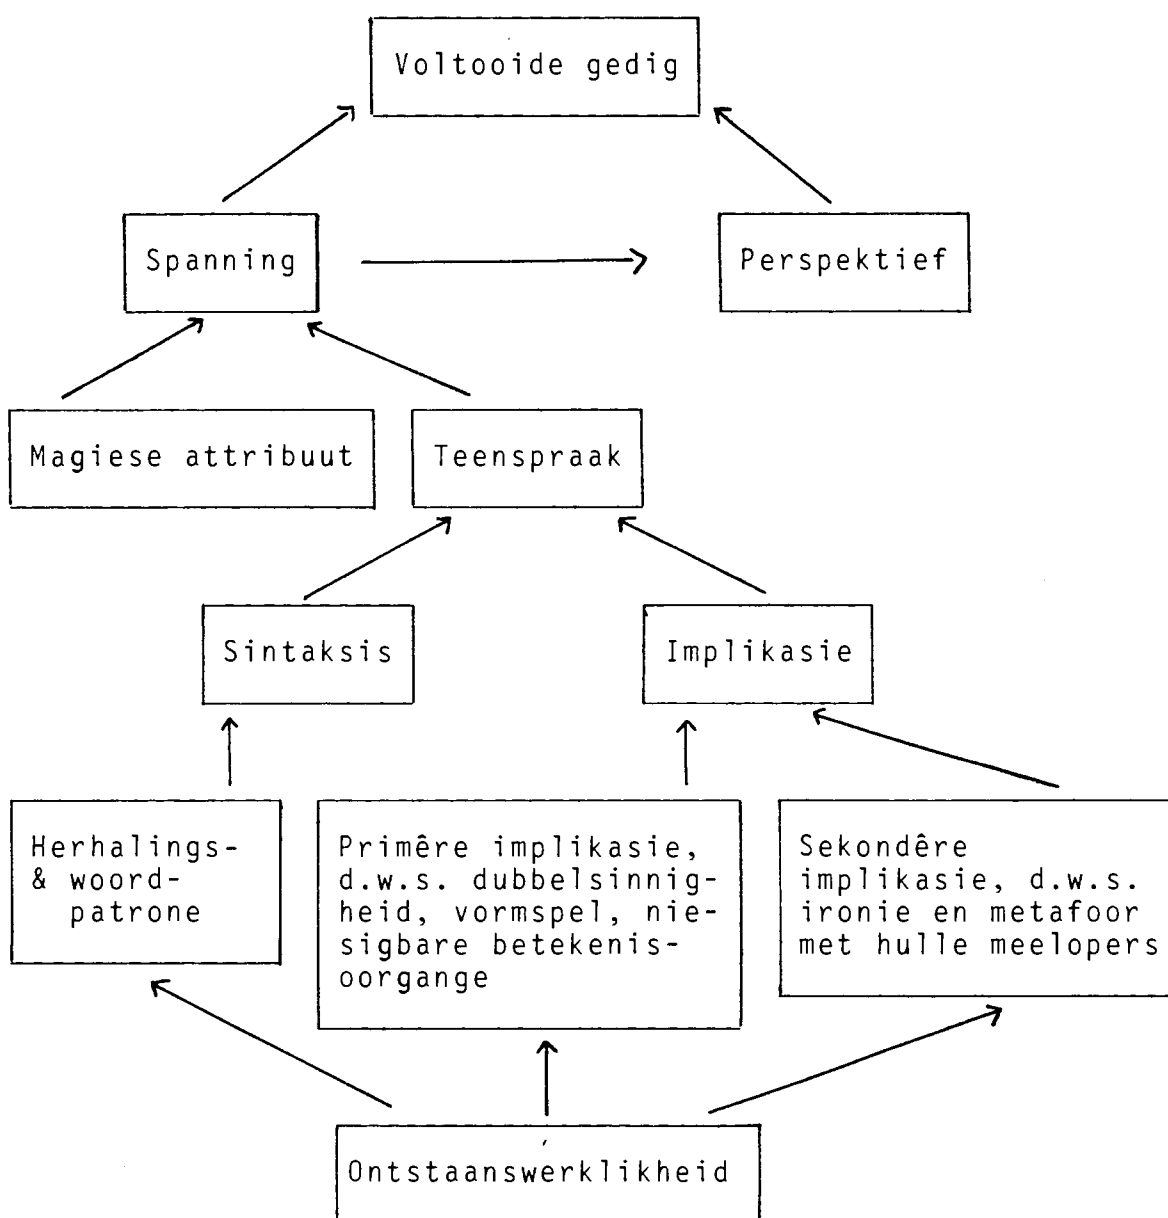 Voltooide gedig
Spanning
Perspektief
Magiese attribuut
Teenspraak
Sintaksis
Implikasie
Herhalings-
& woord-
patrone
Primêre implikasie,
d.w.s. dubbelsinnig-
heid, vormspel, nie-
sigbare betekenis-
oorgange
Sekondêre
implikasie, d.w.s.
ironie en metafoor
met hulle meelopers
Ontstaanswerklikheid